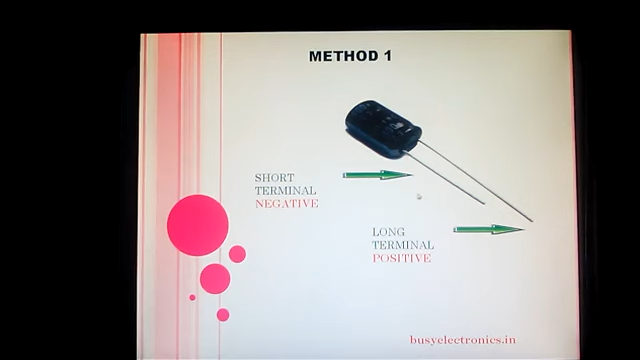 METHOD 1
SHORT
TERMINAL
NEGATIVE
LONG
TERMINAL
POSITIVE
busyelectronics.in